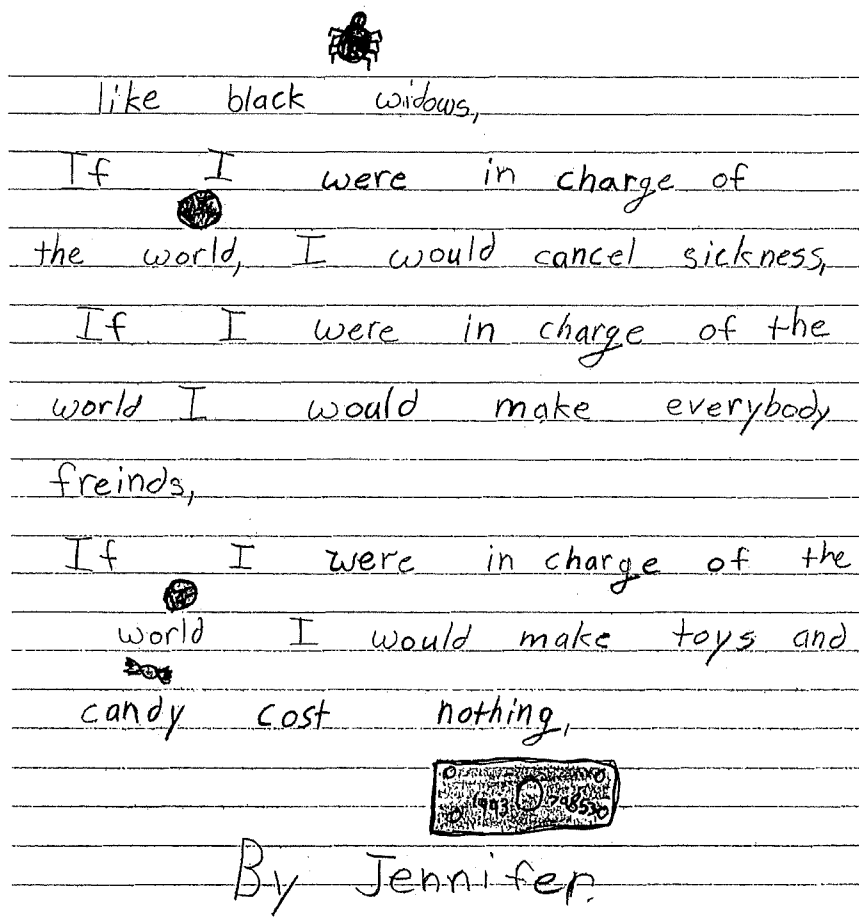 like black widows,
If I were in charge of
the world, I would cancel sickness,
If I were in charge of the
world I would make everybody
freinds,
If I were in charge of the
world I would make toys and
candy cost nothing,
1993
By Jennifer.